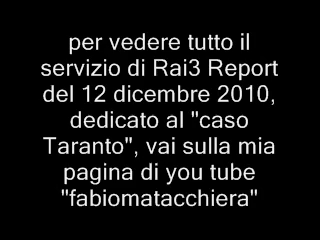 per vedere tutto il
servizio di Rai3 Report
del 12 dicembre 2010,
dedicato al "caso
Taranto", vai sulla mia
pagina di you tube
"fabiomatacchiera"